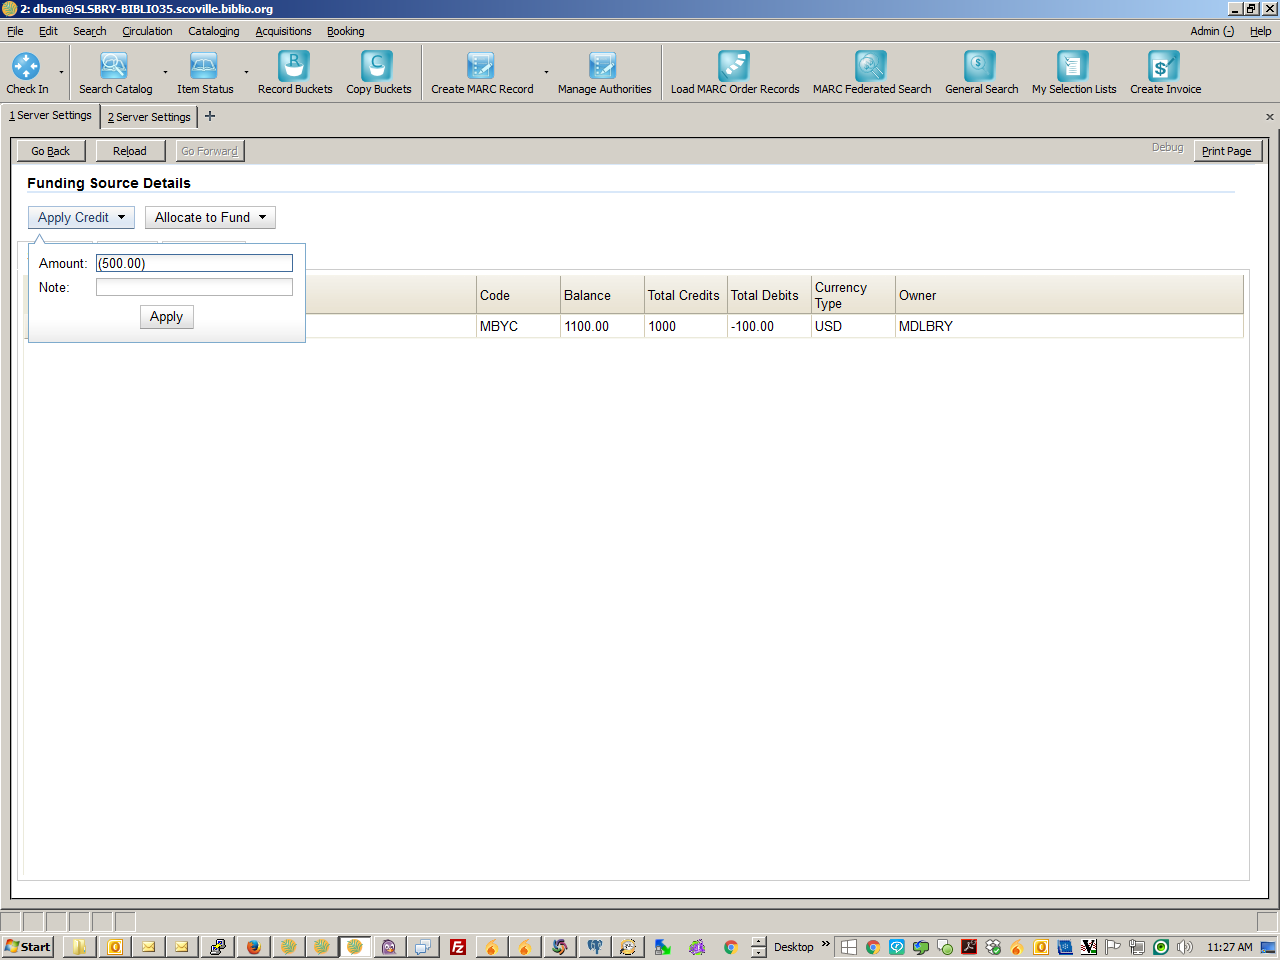 2: dbsm@SLSBRY-BIBLIO35.scoville.biblio.org
File Edit Search Circulation Cataloging Acquisitions Booking Admin (-) Help
Check In Search Catalog Item Status Record Buckets Copy Buckets Create MARC Record Manage Authorities Load MARC Order Records MARC Federated Search General Search My Selection Lists Create Invoice
1 Server Settings 2 Server Settings
Go Back Reload Go Forward Debug Print Page
Funding Source Details
Apply Credit Allocate to Fund
Amount: (500.00)
Note:
Apply
Code Balance Total Credits Total Debits Currency Type Owner
MBYC 1100.00 1000 -100.00 USD MDLBRY
Start Desktop 11:27 AM